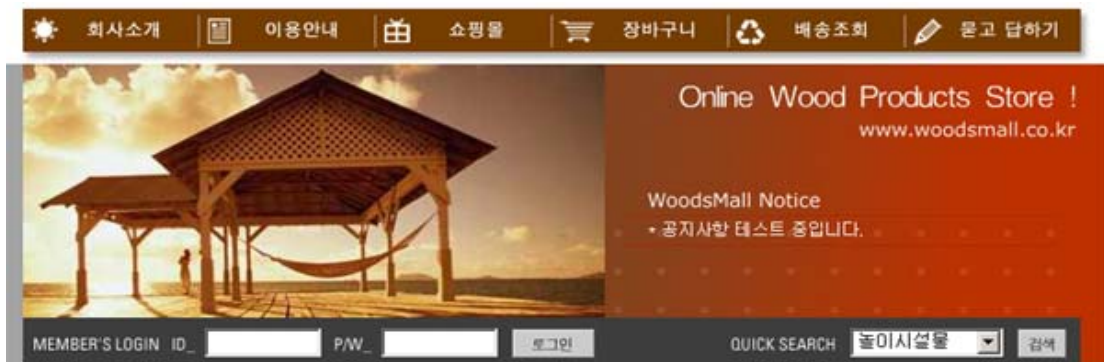 회사소개 이용안내 쇼핑몰 장바구니 배송조회 묻고 답하기
Online Wood Products Store !
www.woodsmall.co.kr
WoodsMall Notice
공지사항 테스트 중입니다.
MEMBER'S LOGIN ID_ P/W_ 로그인 QUICK SEARCH 놀이시설물 검색